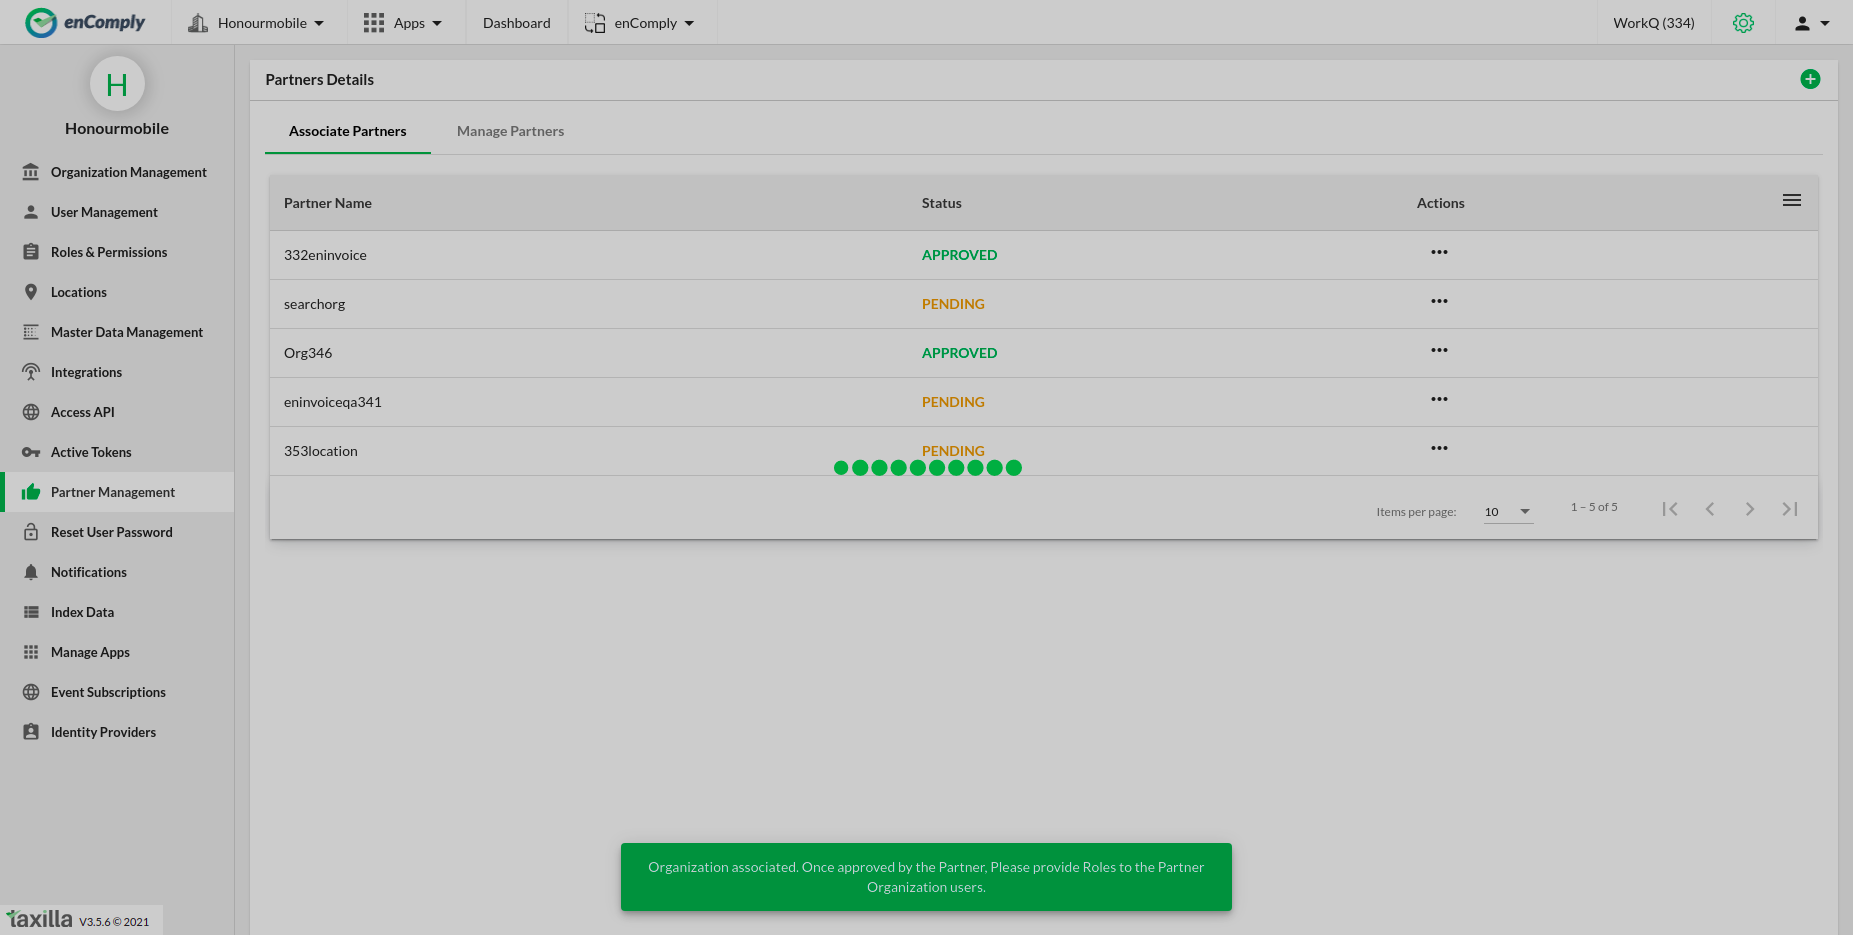 enComply
Honourmobile
Apps
Dashboard
enComply
WorkQ (334)
H
Honourmobile
Organization Management
User Management
Roles & Permissions
Locations
Master Data Management
Integrations
Access API
Active Tokens
Partner Management
Reset User Password
Notifications
Index Data
Manage Apps
Event Subscriptions
Identity Providers
taxilla V3.5.6 © 2021
Partners Details
Associate Partners Manage Partners
Partner Name Status Actions
332eninvoice APPROVED
searchorg PENDING
Org346 APPROVED
eninvoiceqa341 PENDING
353location PENDING
Items per page: 10 1 – 5 of 5
Organization associated. Once approved by the Partner, Please provide Roles to the Partner
Organization users.